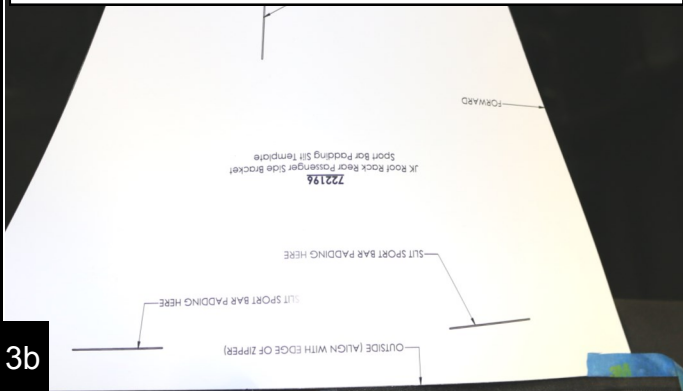 FORWARD
722196
JK Roof Rack Rear Passenger Side Bracket
Sport Bar Padding Slit Template
SLIT SPORT BAR PADDING HERE
SLIT SPORT BAR PADDING HERE
OUTSIDE (ALIGN WITH EDGE OF ZIPPER)
3b